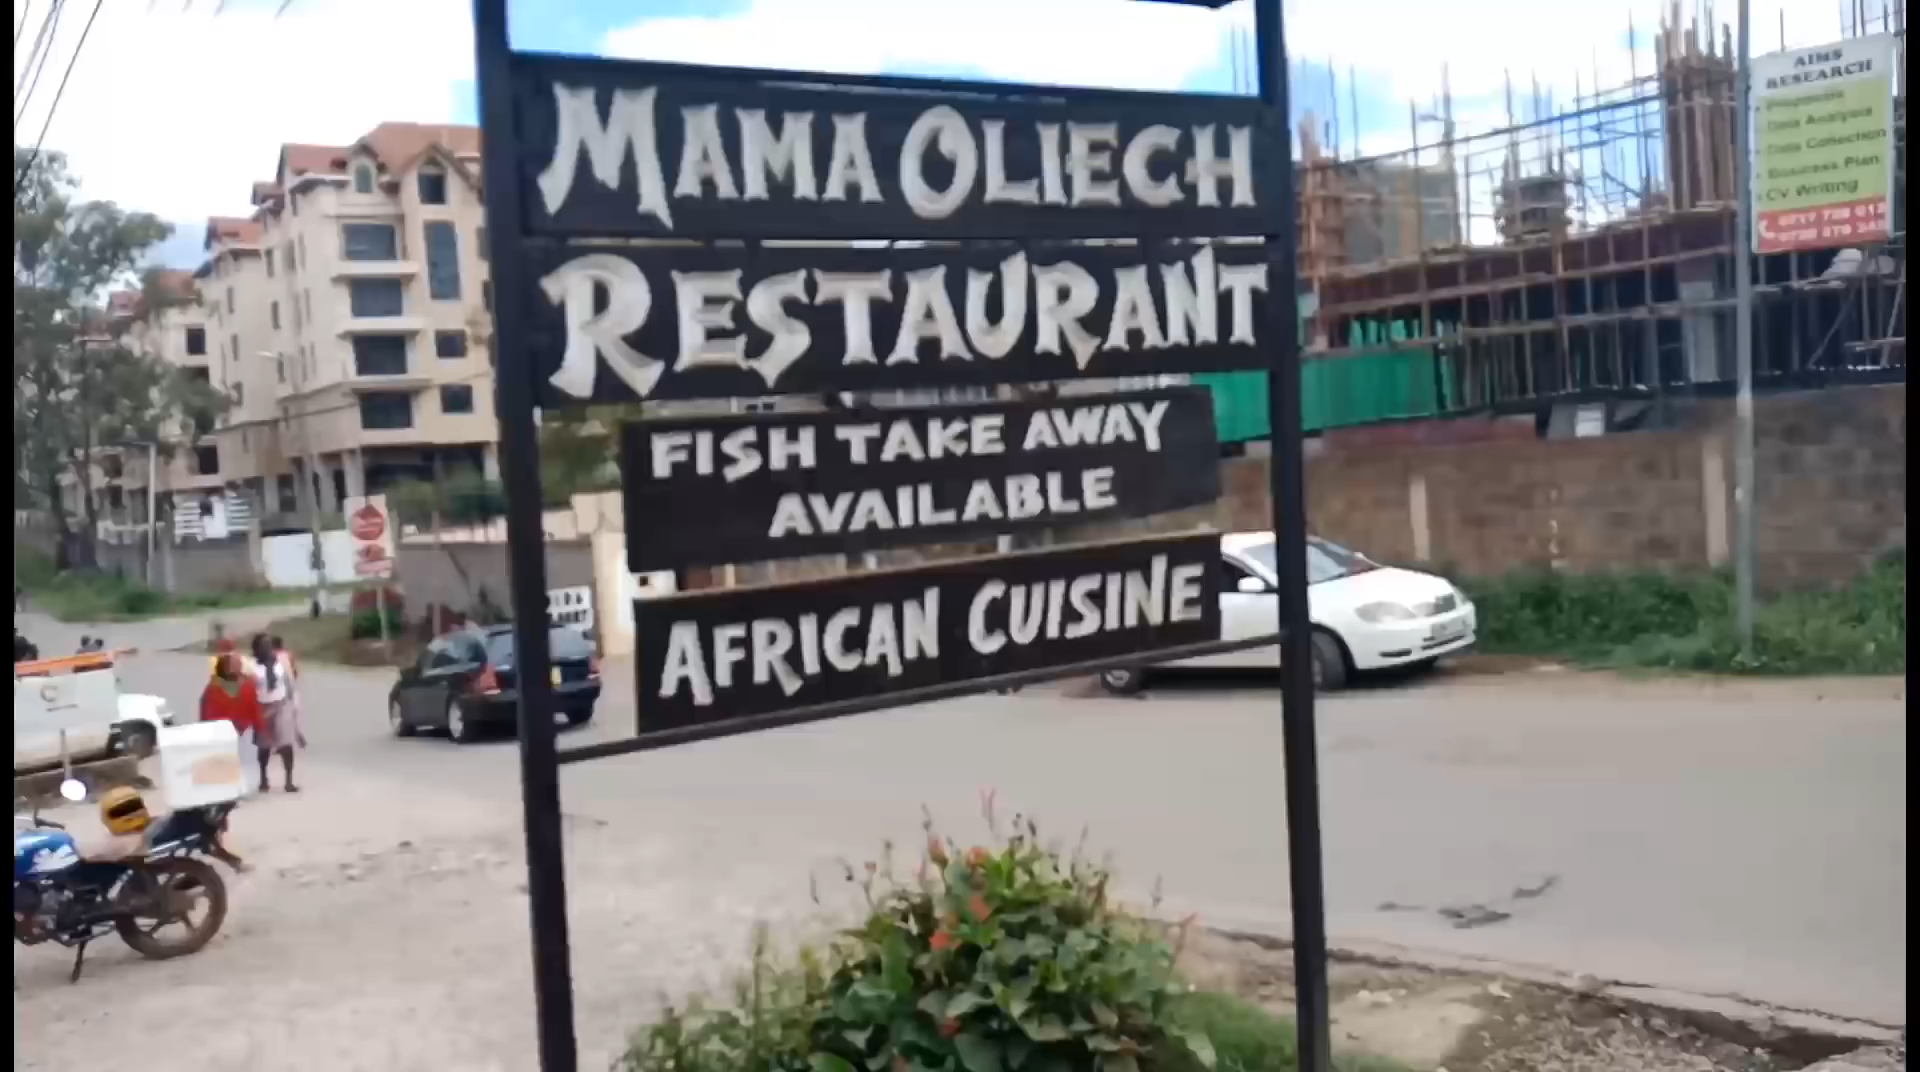 MAMA OLIECH
RESTAURANT
FISH TAKE AWAY
AVAILABLE
AFRICAN CUISINE
AIMS
RESEARCH
Proposals
Data Analysis
Data Collection
Business Plan
CV Writing